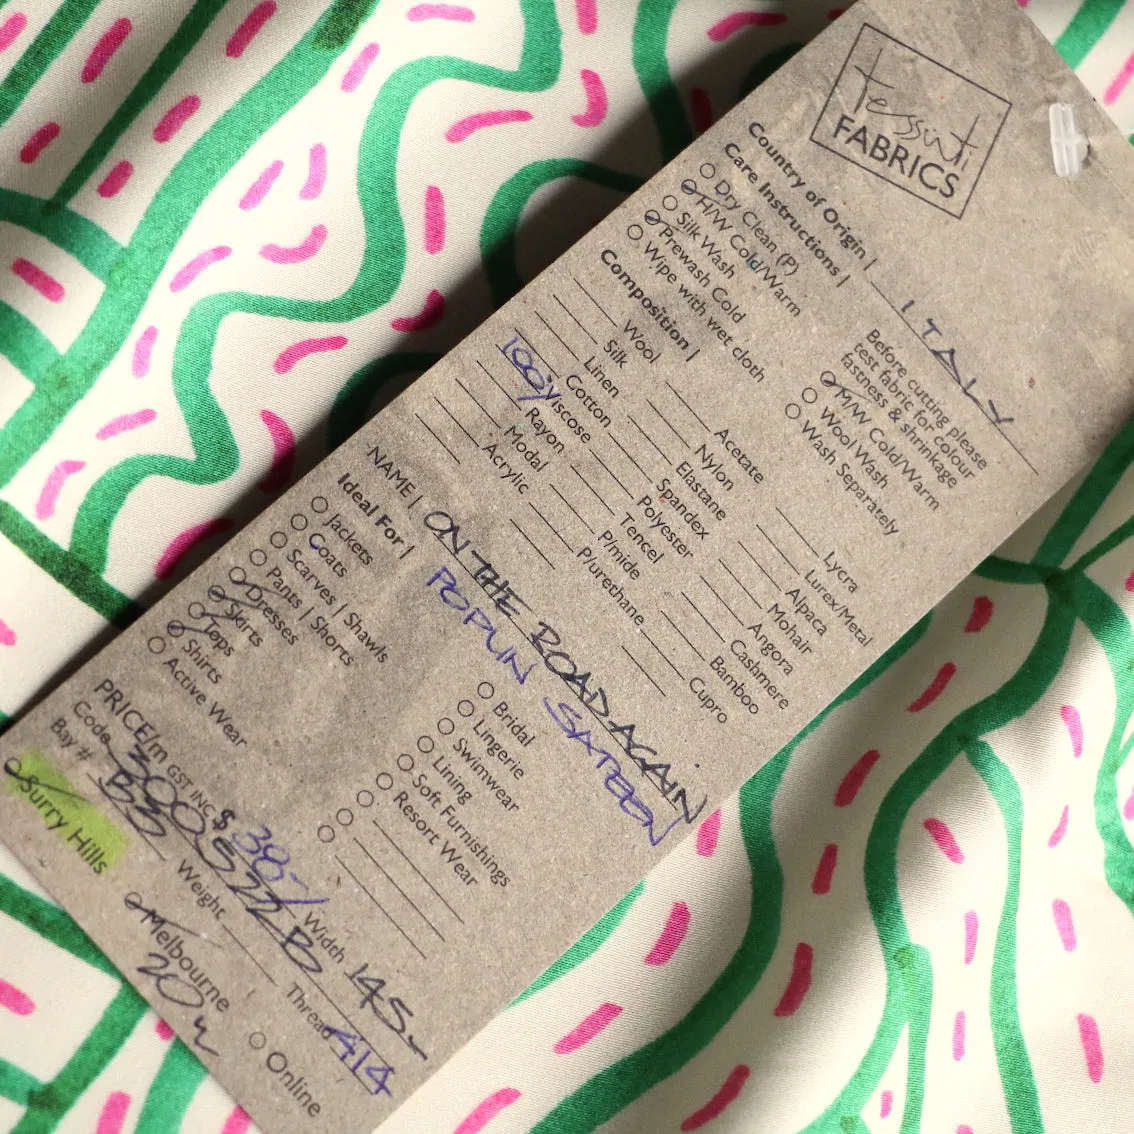 tessuti
FABRICS
Country of Origin | ITALY
Care Instructions |
Dry Clean (P)
H/W Cold/Warm
Silk Wash
Prewash Cold
Wipe with wet cloth
Before cutting please
test fabric for colour
fastness & shrinkage
M/W Cold/Warm
Wool Wash
Wash Separately
Composition |
Wool
Silk
Linen
100% Cotton
Viscose
Rayon
Modal
Acrylic
Acetate
Nylon
Elastane
Spandex
Polyester
Tencel
P/mide
P/urethane
Lycra
Lurex/Metal
Alpaca
Mohair
Angora
Cashmere
Bamboo
Cupro
NAME | ON THE ROAD AGAIN
POPLIN SATEEN
Ideal For |
Jackets
Coats
Scarves | Shawls
Pants | Shorts
Dresses
Skirts
Tops
Shirts
Active Wear
Bridal
Lingerie
Swimwear
Lining
Soft Furnishings
Resort Wear
PRICE/m GST INC $ 38-/ Width 145.
Code 300522B Thread 414
Bay # B3 Weight
Surry Hills
Melbourne
Online